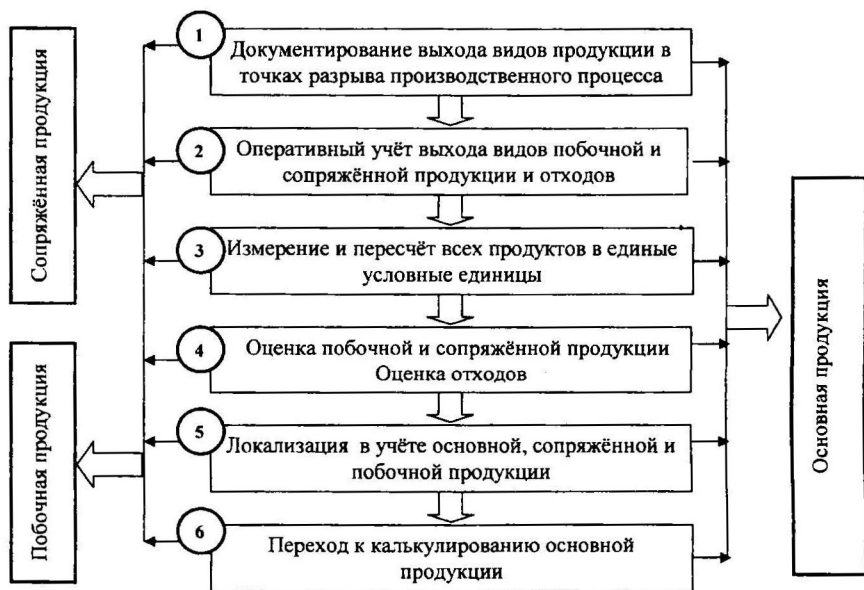 Сопряжённая продукция
Побочная продукция
1
Документирование выхода видов продукции в
точках разрыва производственного процесса
2
Оперативный учёт выхода видов побочной и
сопряжённой продукции и отходов
3
Измерение и пересчёт всех продуктов в единые
условные единицы
4
Оценка побочной и сопряжённой продукции
Оценка отходов
5
Локализация в учёте основной, сопряжённой и
побочной продукции
6
Переход к калькулированию основной
продукции
Основная продукция